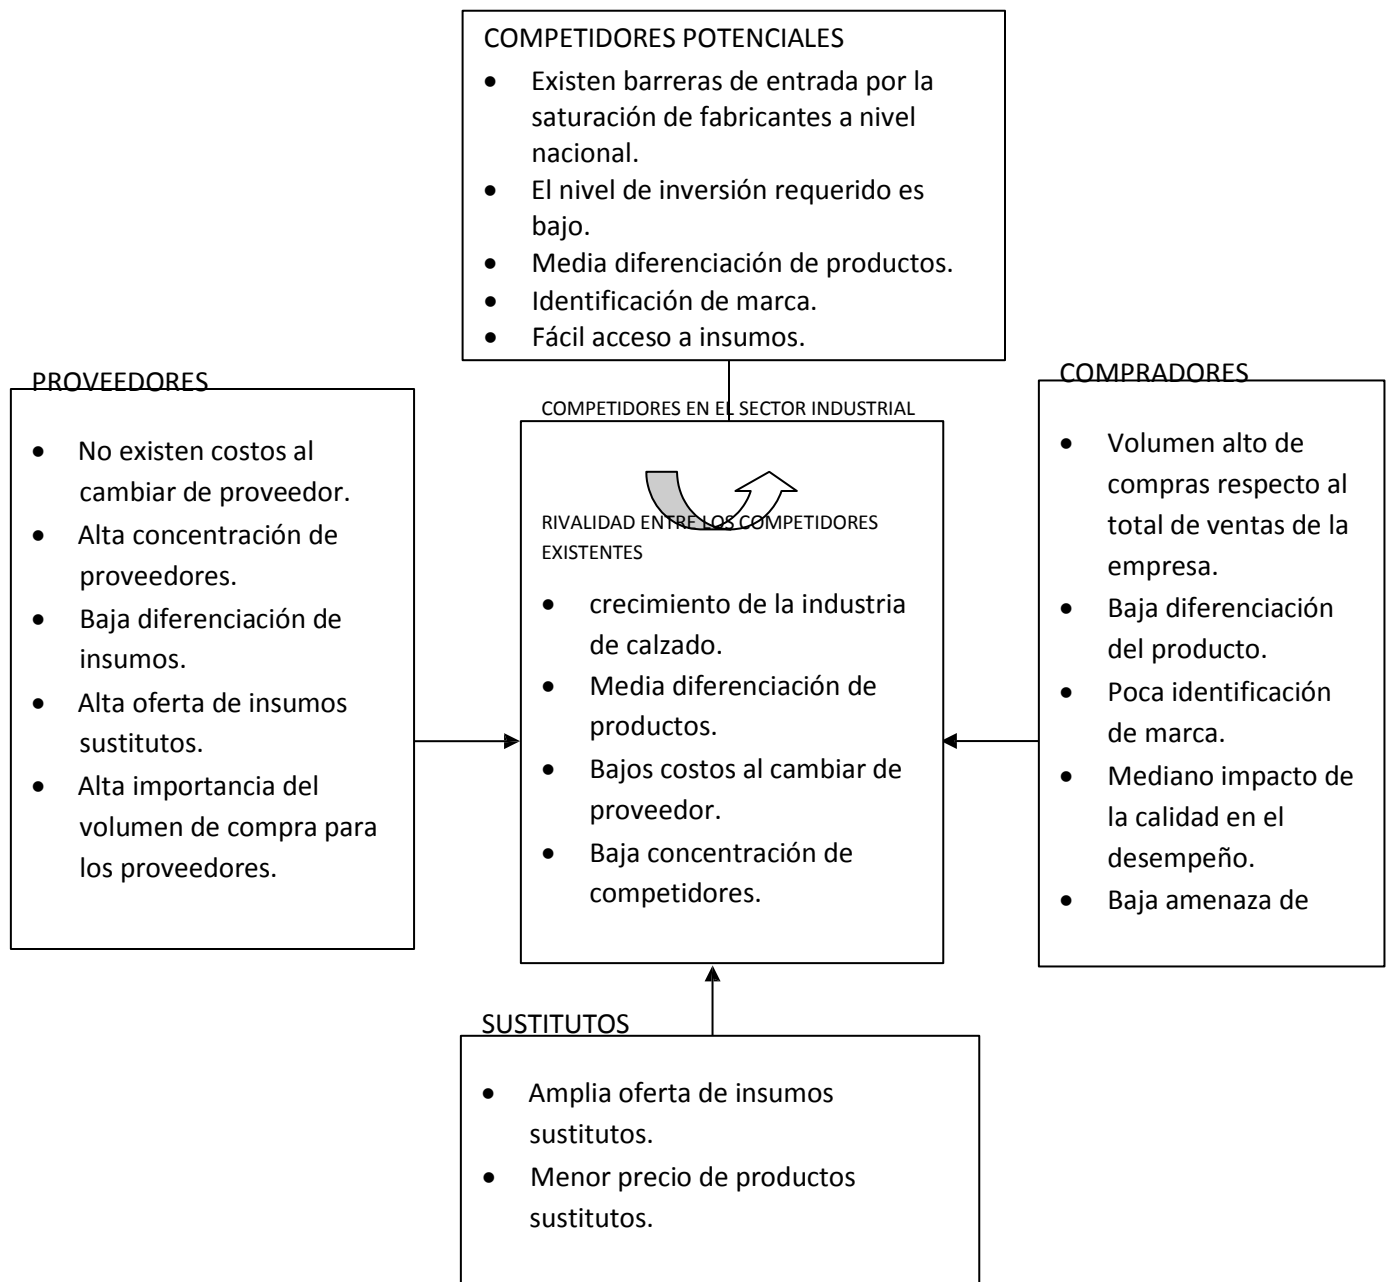 COMPETIDORES POTENCIALES
• Existen barreras de entrada por la
saturación de fabricantes a nivel
nacional.
• El nivel de inversión requerido es
bajo.
• Media diferenciación de productos.
• Identificación de marca.
• Fácil acceso a insumos.
PROVEEDORES
• No existen costos al
cambiar de proveedor.
• Alta concentración de
proveedores.
• Baja diferenciación de
insumos.
• Alta oferta de insumos
sustitutos.
• Alta importancia del
volumen de compra para
los proveedores.
COMPETIDORES EN EL SECTOR INDUSTRIAL
RIVALIDAD ENTRE LOS COMPETIDORES
EXISTENTES
• crecimiento de la industria
de calzado.
• Media diferenciación de
productos.
• Bajos costos al cambiar de
proveedor.
• Baja concentración de
competidores.
COMPRADORES
• Volumen alto de
compras respecto al
total de ventas de la
empresa.
• Baja diferenciación
del producto.
• Poca identificación
de marca.
• Mediano impacto de
la calidad en el
desempeño.
• Baja amenaza de
SUSTITUTOS
• Amplia oferta de insumos
sustitutos.
• Menor precio de productos
sustitutos.